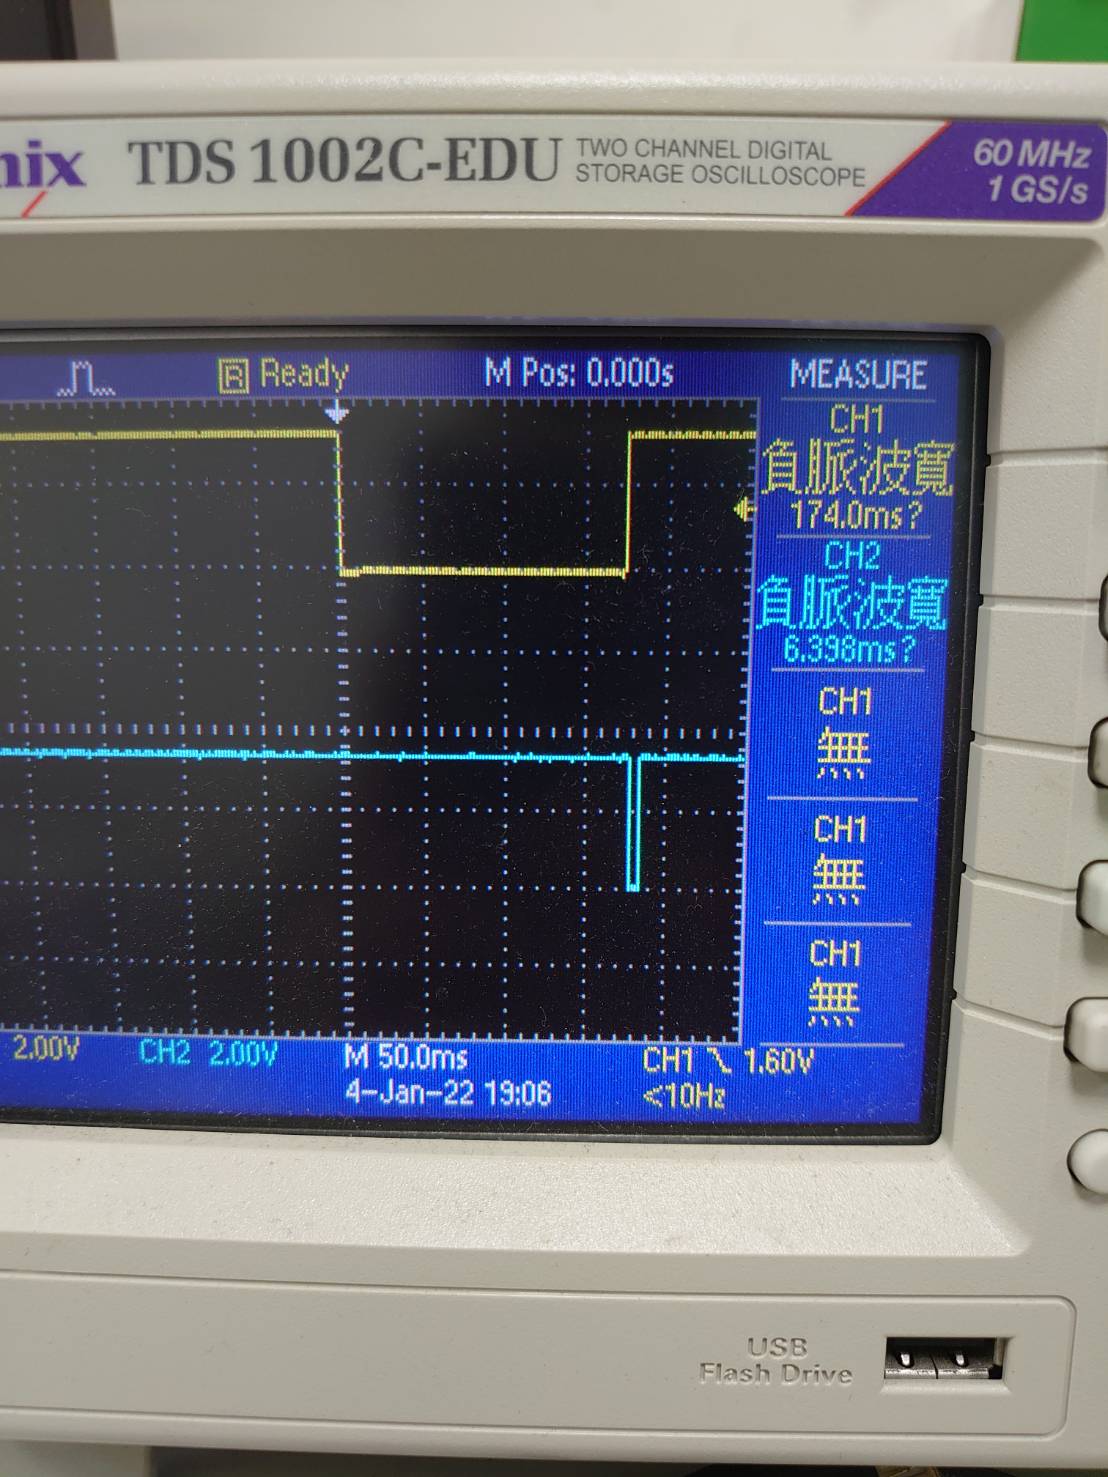 nix TDS 1002C-EDU TWO CHANNEL DIGITAL
STORAGE OSCILLOSCOPE
60 MHz
1 GS/s
R Ready M Pos: 0.000s MEASURE
CH1
負脈波寬
174.0ms?
CH2
負脈波寬
6.398ms?
CH1
無
CH1
無
CH1
無
2.00V CH2 2.00V M 50.0ms CH1 \ 1.60V
4-Jan-22 19:06 <10Hz
USB
Flash Drive